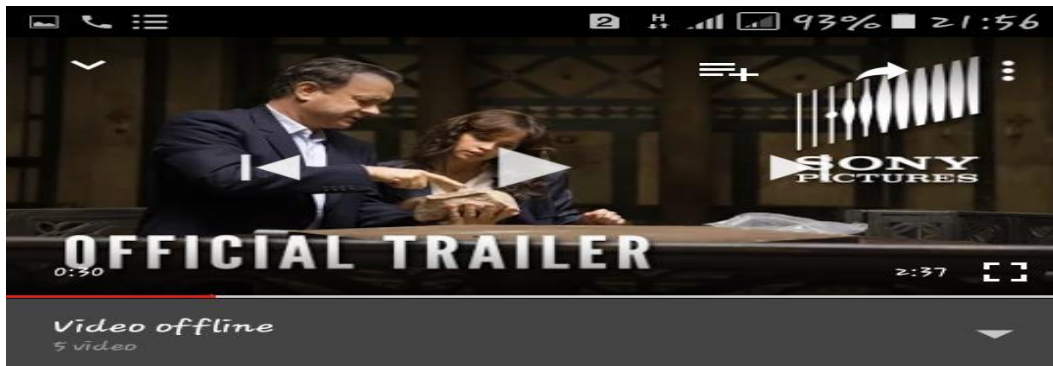 2 H 93% 21:56
SONY
PICTURES
OFFICIAL TRAILER
0:30 2:37
Video offline
5 video